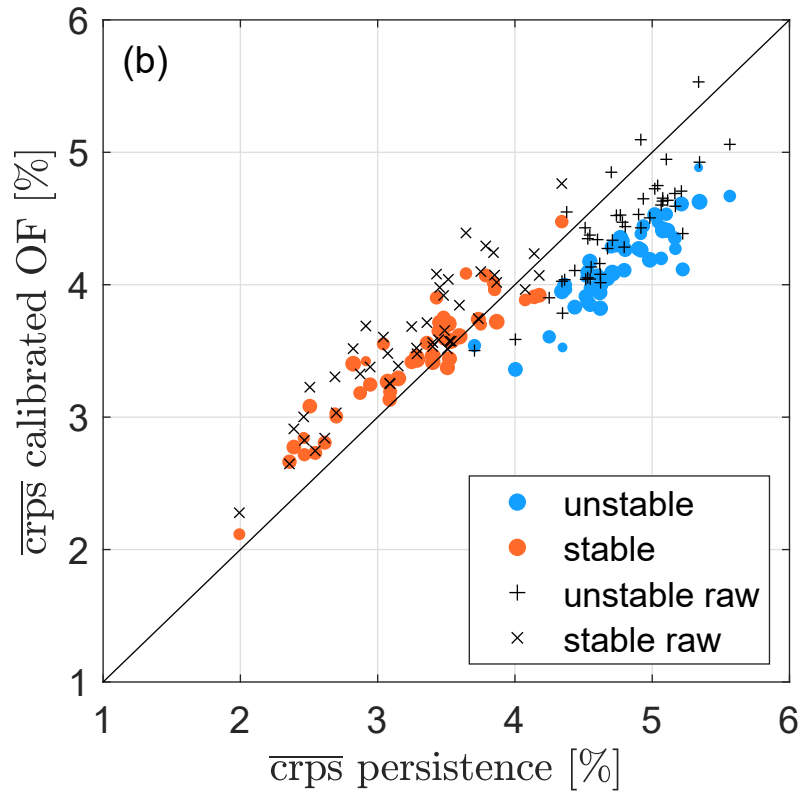 (b)
6
5
4
3
2
1
crps calibrated OF [%]
unstable
stable
unstable raw
stable raw
1 2 3 4 5 6
crps persistence [%]